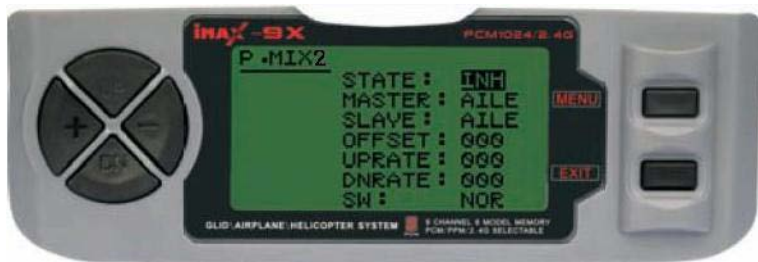 iMAX-9X
PCM1024/2.4G
P.MIX2
STATE: INH
MASTER: AILE
MENU
SLAVE: AILE
OFFSET: 000
UPRATE: 000
EXIT
DNRATE: 000
SW: NOR
GLID\AIRPLANE\HELICOPTER SYSTEM
CHANNEL 8 MODEL MEMORY
PCM/PPM/2.4G SELECTABLE